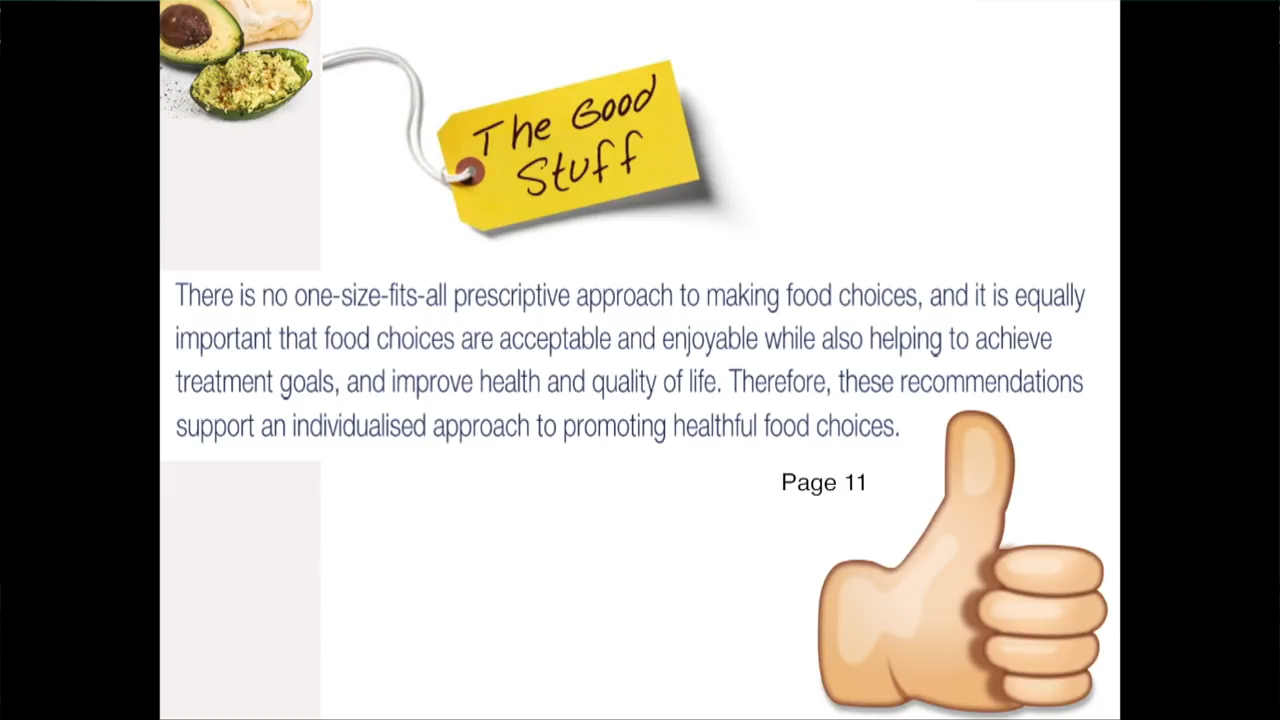 The Good
Stuff
There is no one-size-fits-all prescriptive approach to making food choices, and it is equally
important that food choices are acceptable and enjoyable while also helping to achieve
treatment goals, and improve health and quality of life. Therefore, these recommendations
support an individualised approach to promoting healthful food choices.
Page 11